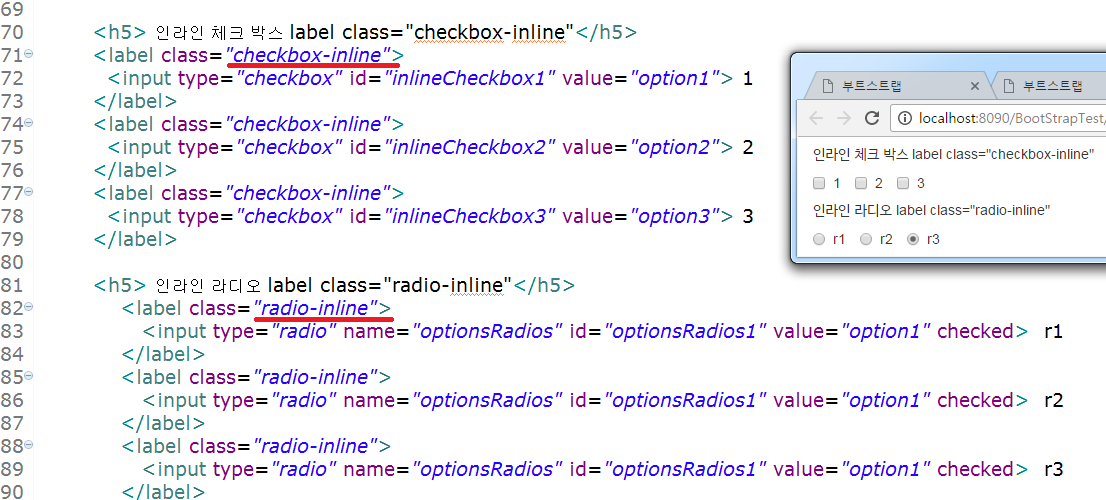 69
70 <h5> 인라인 체크 박스 label class="checkbox-inline"</h5>
71 <label class="checkbox-inline">
72 <input type="checkbox" id="inlineCheckbox1" value="option1"> 1
73 </label>
74 <label class="checkbox-inline">
75 <input type="checkbox" id="inlineCheckbox2" value="option2"> 2
76 </label>
77 <label class="checkbox-inline">
78 <input type="checkbox" id="inlineCheckbox3" value="option3"> 3
79 </label>
80
81 <h5> 인라인 라디오 label class="radio-inline"</h5>
82 <label class="radio-inline">
83 <input type="radio" name="optionsRadios" id="optionsRadios1" value="option1" checked> r1
84 </label>
85 <label class="radio-inline">
86 <input type="radio" name="optionsRadios" id="optionsRadios1" value="option1" checked> r2
87 </label>
88 <label class="radio-inline">
89 <input type="radio" name="optionsRadios" id="optionsRadios1" value="option1" checked> r3
90 </label>
부트스트랩 부트스트랩
localhost:8090/BootStrapTest/
인라인 체크 박스 label class="checkbox-inline"
1 2 3
인라인 라디오 label class="radio-inline"
r1 r2 r3